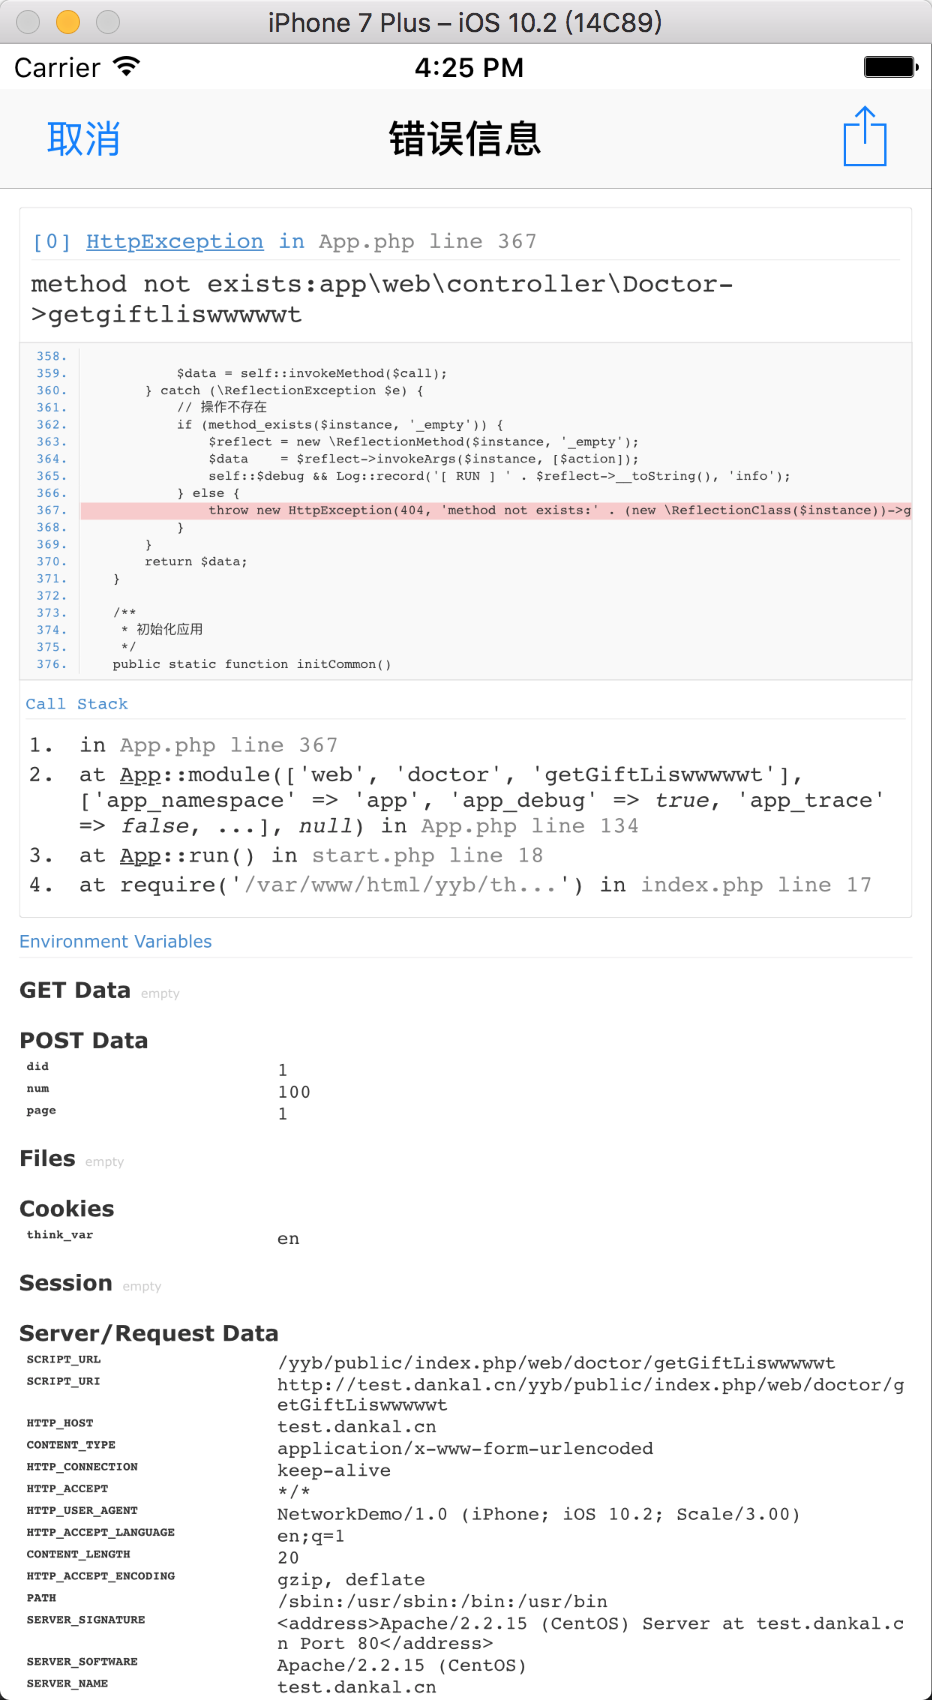 iPhone 7 Plus – iOS 10.2 (14C89)
Carrier 4:25 PM
取消 错误信息
[0] HttpException in App.php line 367
method not exists:app\web\controller\Doctor-
>getgiftliswwwwwt
358.
359. $data = self::invokeMethod($call);
360. } catch (\ReflectionException $e) {
361. // 操作不存在
362. if (method_exists($instance, '_empty')) {
363. $reflect = new \ReflectionMethod($instance, '_empty');
364. $data = $reflect->invokeArgs($instance, [$action]);
365. self::$debug && Log::record('[ RUN ] ' . $reflect->__toString(), 'info');
366. } else {
367. throw new HttpException(404, 'method not exists:' . (new \ReflectionClass($instance))->g
368. }
369. }
370. return $data;
371. }
372.
373. /**
374. * 初始化应用
375. */
376. public static function initCommon()
Call Stack
1. in App.php line 367
2. at App::module(['web', 'doctor', 'getGiftLiswwwwwt'],
['app_namespace' => 'app', 'app_debug' => true, 'app_trace'
=> false, ...], null) in App.php line 134
3. at App::run() in start.php line 18
4. at require('/var/www/html/yyb/th...') in index.php line 17
Environment Variables
GET Data empty
POST Data
did 1
num 100
page 1
Files empty
Cookies
think_var en
Session empty
Server/Request Data
SCRIPT_URL /yyb/public/index.php/web/doctor/getGiftLiswwwwwt
SCRIPT_URI http://test.dankal.cn/yyb/public/index.php/web/doctor/g
etGiftLiswwwwwt
HTTP_HOST test.dankal.cn
CONTENT_TYPE application/x-www-form-urlencoded
HTTP_CONNECTION keep-alive
HTTP_ACCEPT */*
HTTP_USER_AGENT NetworkDemo/1.0 (iPhone; iOS 10.2; Scale/3.00)
HTTP_ACCEPT_LANGUAGE en;q=1
CONTENT_LENGTH 20
HTTP_ACCEPT_ENCODING gzip, deflate
PATH /sbin:/usr/sbin:/bin:/usr/bin
SERVER_SIGNATURE <address>Apache/2.2.15 (CentOS) Server at test.dankal.c
n Port 80</address>
SERVER_SOFTWARE Apache/2.2.15 (CentOS)
SERVER_NAME test.dankal.cn